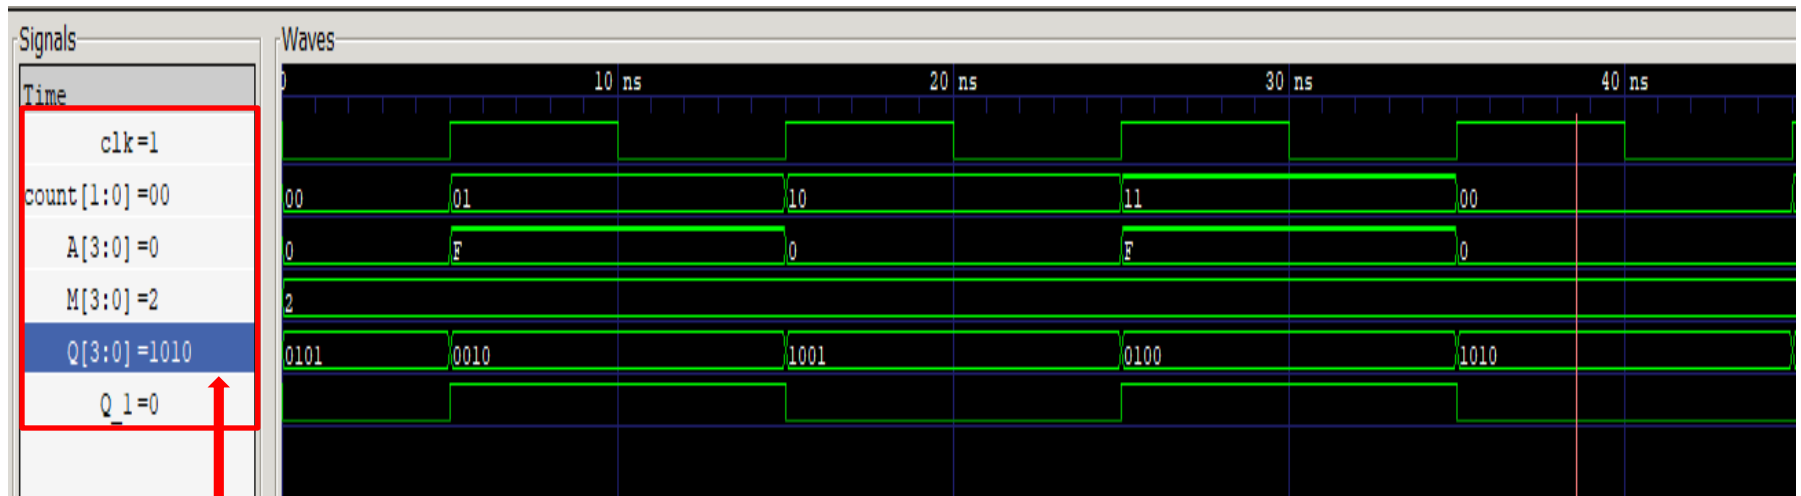 Signals
Waves
Time
0 10 ns 20 ns 30 ns 40 ns
clk=1
count[1:0]=00 00 01 10 11 00
A[3:0]=0 0 F 0 F 0
M[3:0]=2 2
Q[3:0]=1010 0101 0010 1001 0100 1010
Q_1=0